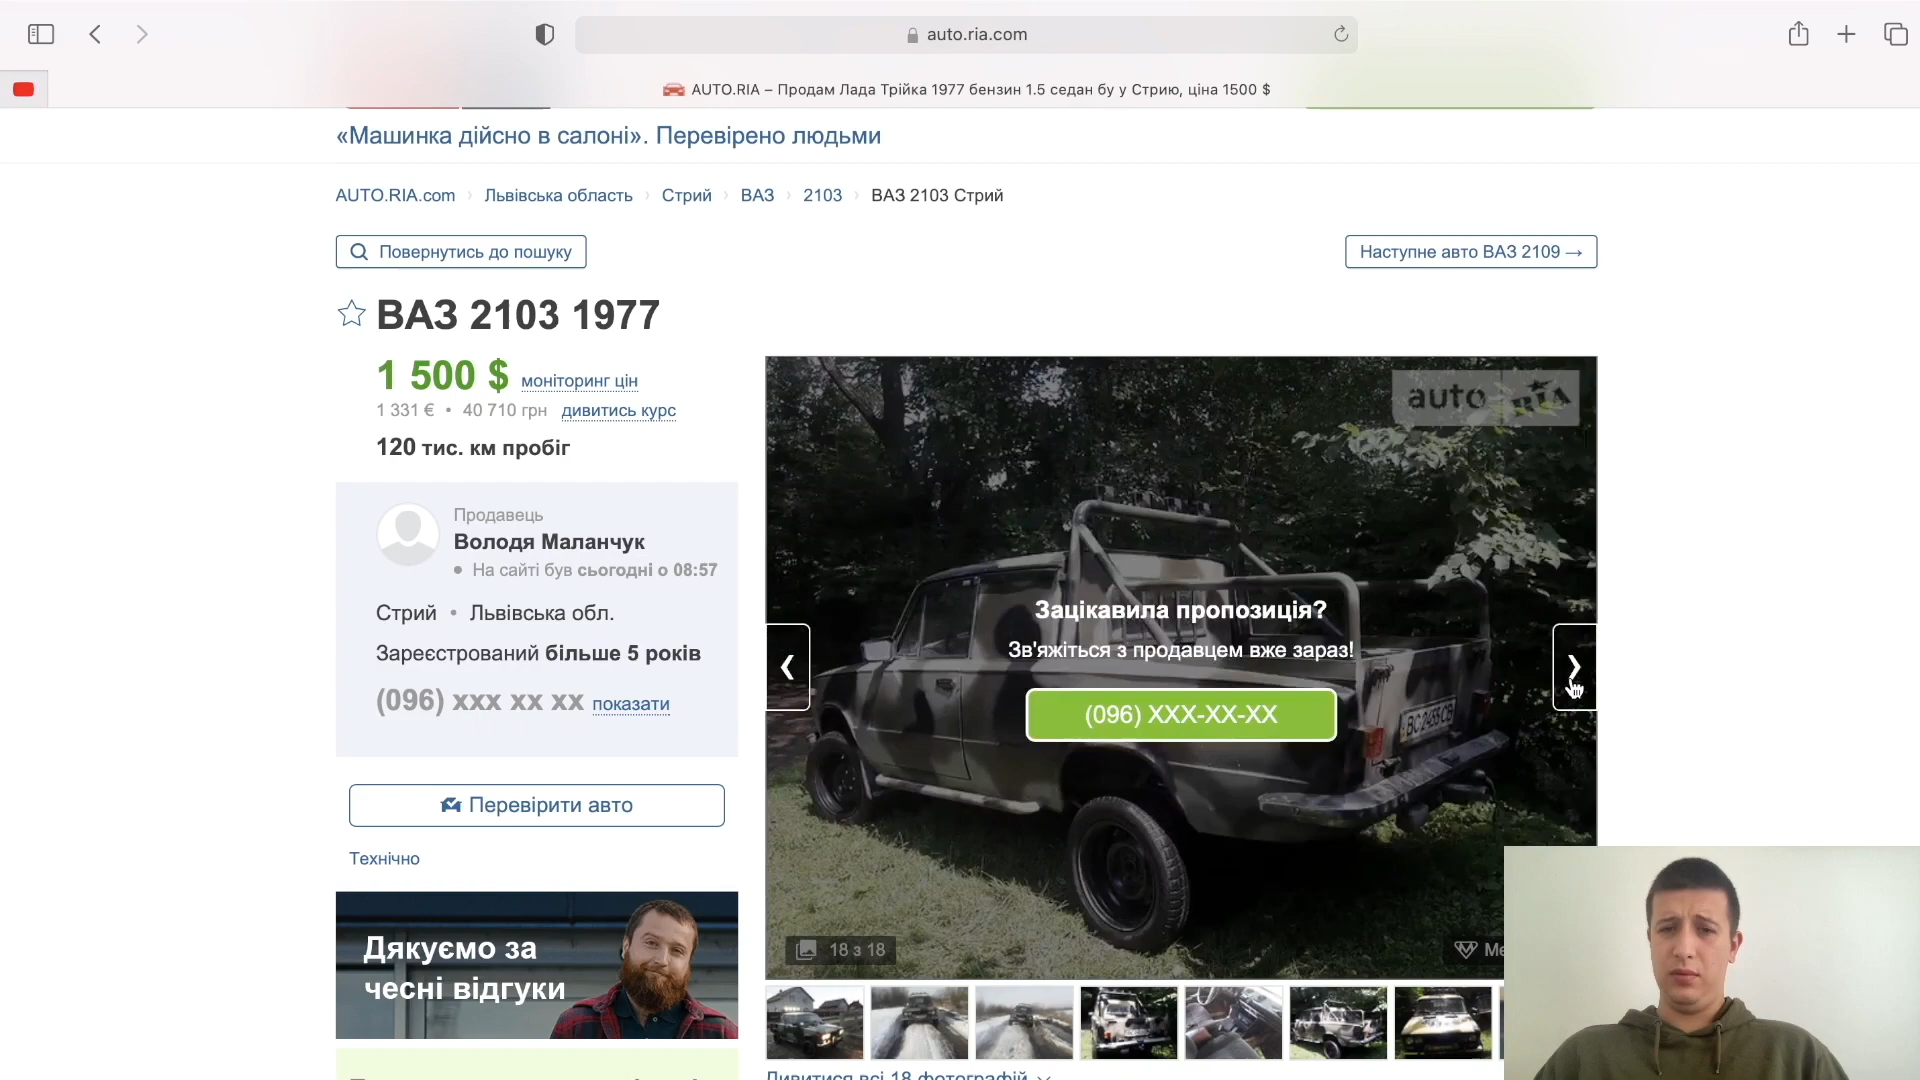 auto.ria.com
AUTO.RIA – Продам Лада Трійка 1977 бензин 1.5 седан бу у Стрию, ціна 1500 $
«Машинка дійсно в салоні». Перевірено людьми
AUTO.RIA.com › Львівська область › Стрий › ВАЗ › 2103 › ВАЗ 2103 Стрий
Повернутись до пошуку
Наступне авто ВАЗ 2109 →
ВАЗ 2103 1977
1 500 $ моніторинг цін
1 331 € • 40 710 грн дивитись курс
120 тис. км пробіг
Продавець
Володя Маланчук
• На сайті був сьогодні о 08:57
Стрий • Львівська обл.
Зареєстрований більше 5 років
(096) xxx xx xx показати
Перевірити авто
Технічно
Дякуємо за
чесні відгуки
auto RIA
Зацікавила пропозиція?
Зв'яжіться з продавцем вже зараз!
(096) XXX-XX-XX
18 з 18
Дивитися всі 18 фотографій